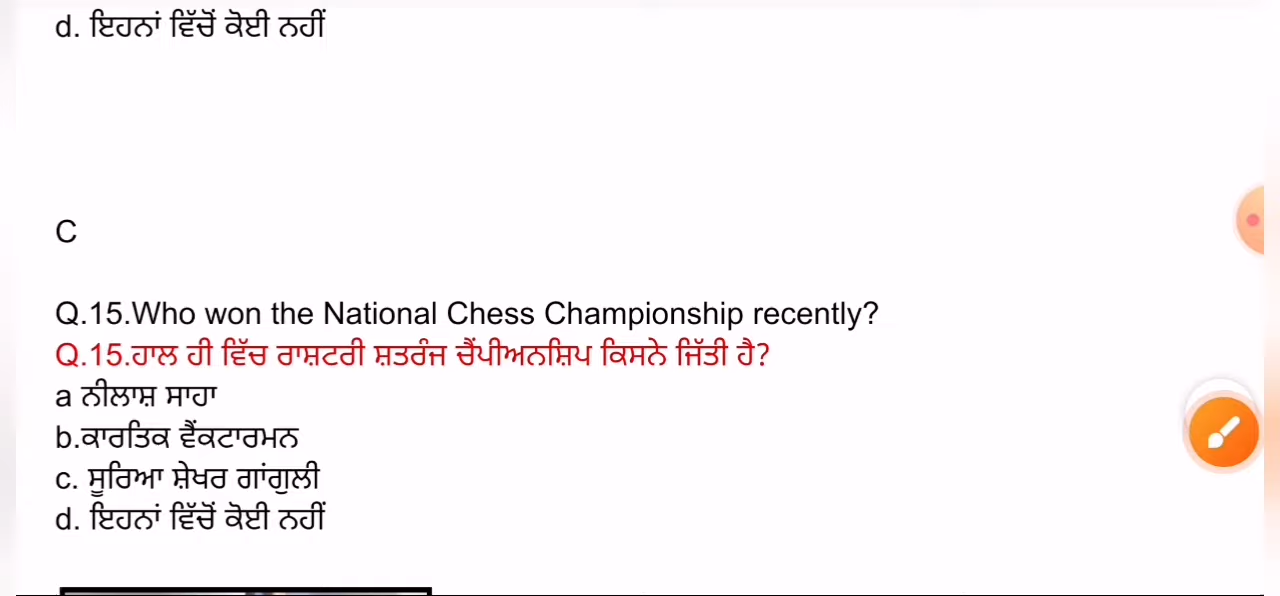 d. ਇਹਨਾਂ ਵਿੱਚੋਂ ਕੋਈ ਨਹੀਂ
C
Q.15.Who won the National Chess Championship recently?
Q.15.ਹਾਲ ਹੀ ਵਿੱਚ ਰਾਸ਼ਟਰੀ ਸ਼ਤਰੰਜ ਚੈਂਪੀਅਨਸ਼ਿਪ ਕਿਸਨੇ ਜਿੱਤੀ ਹੈ?
a ਨੀਲਾਸ਼ ਸਾਹਾ
b.ਕਾਰਤਿਕ ਵੈਂਕਟਾਰਮਨ
c. ਸੂਰਿਆ ਸ਼ੇਖਰ ਗਾਂਗੁਲੀ
d. ਇਹਨਾਂ ਵਿੱਚੋਂ ਕੋਈ ਨਹੀਂ